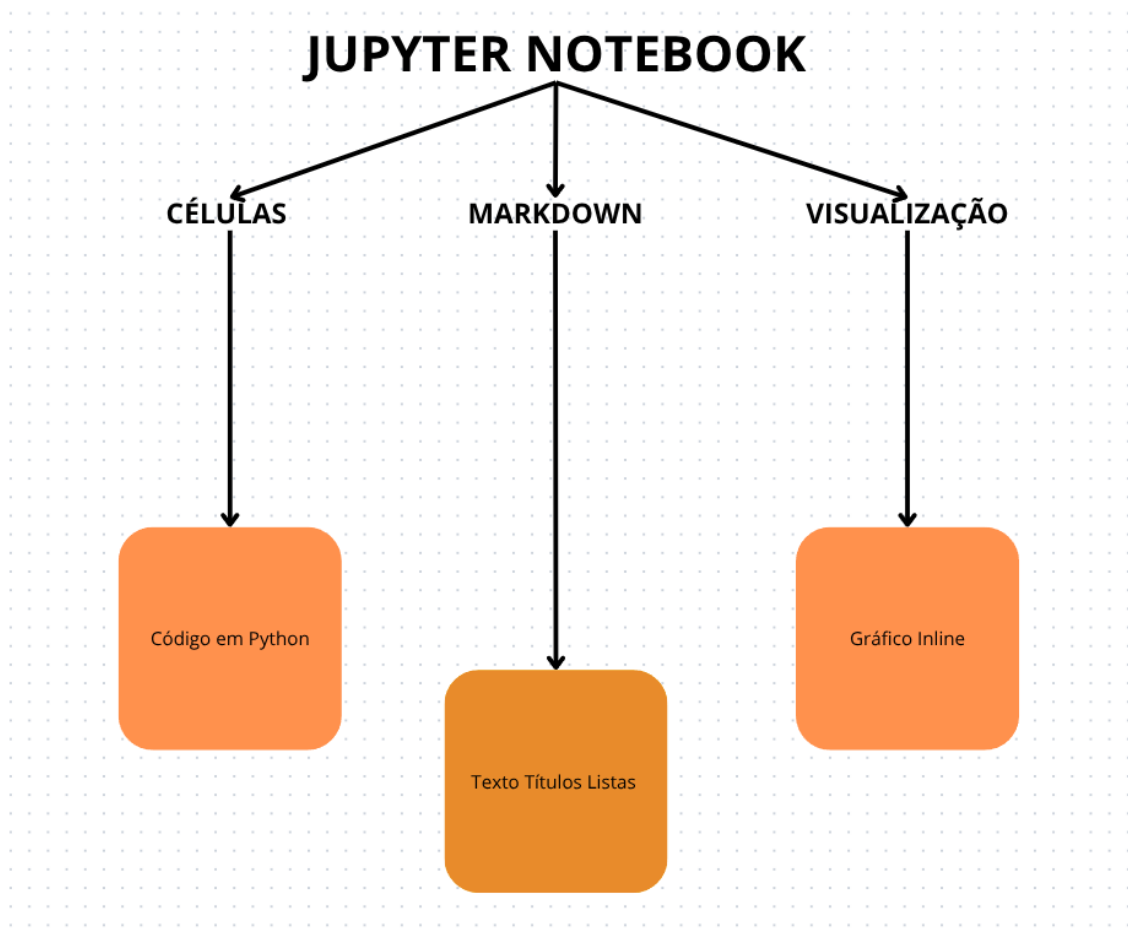 JUPYTER NOTEBOOK
CÉLULAS
MARKDOWN
VISUALIZAÇÃO
Código em Python
Gráfico Inline
Texto Títulos Listas